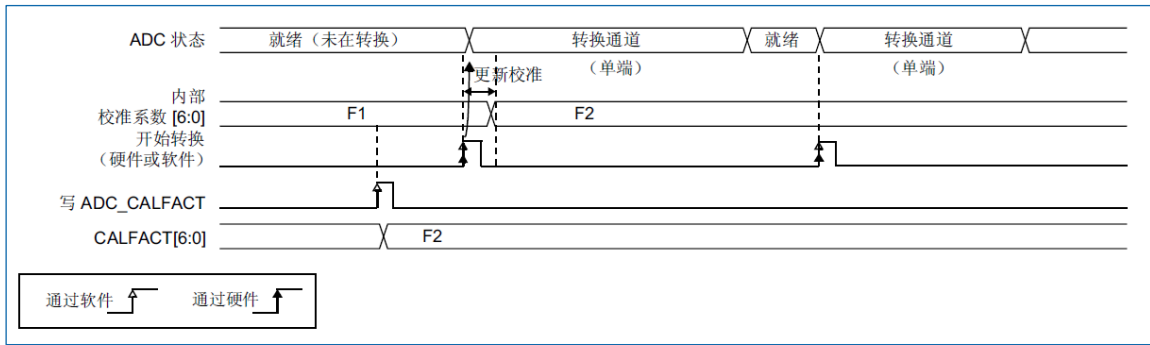 ADC 状态
就绪（未在转换）
转换通道
就绪
转换通道
（单端）
（单端）
更新校准
内部
校准系数 [6:0]
F1
F2
开始转换
（硬件或软件）
写 ADC_CALFACT
CALFACT[6:0]
F2
通过软件
通过硬件